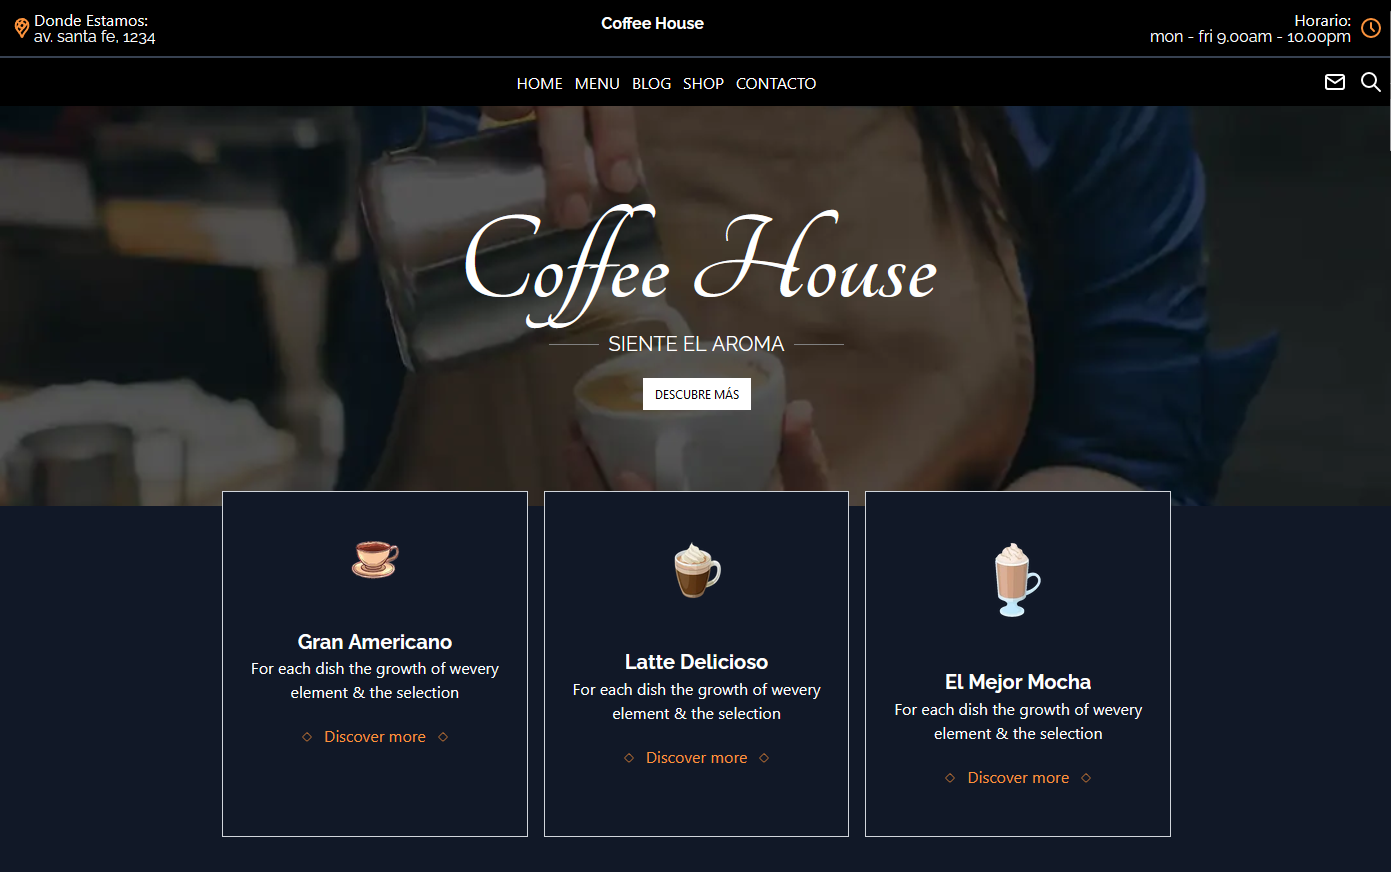 Donde Estamos:
av. santa fe, 1234
Coffee House
Horario:
mon - fri 9.00am - 10.00pm
HOME MENU BLOG SHOP CONTACTO
Coffee House
SIENTE EL AROMA
DESCUBRE MÁS
Gran Americano
For each dish the growth of wevery
element & the selection
Discover more
Latte Delicioso
For each dish the growth of wevery
element & the selection
Discover more
El Mejor Mocha
For each dish the growth of wevery
element & the selection
Discover more